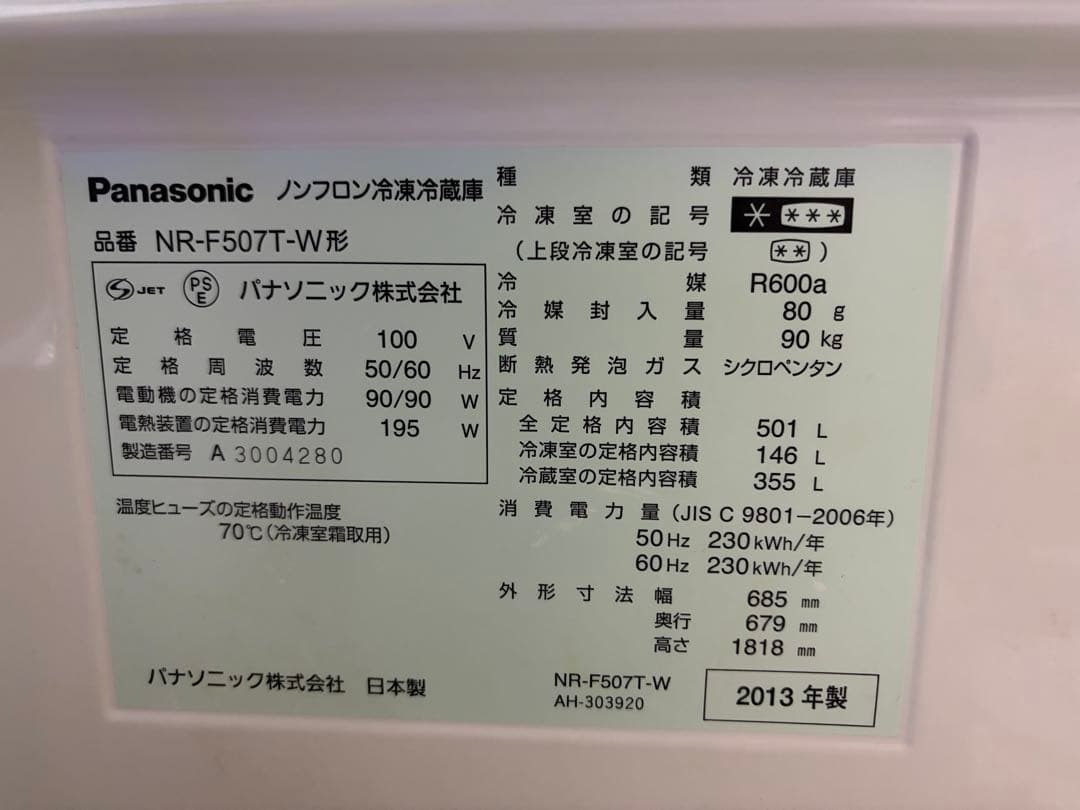 Panasonic ノンフロン冷凍冷蔵庫
品番 NR-F507T-W形
JET PSE パナソニック株式会社
定格電圧 100 V
定格周波数 50/60 Hz
電動機の定格消費電力 90/90 W
電熱装置の定格消費電力 195 W
製造番号 A 3004280
温度ヒューズの定格動作温度
70℃(冷凍室霜取用)
パナソニック株式会社 日本製
種類 冷凍冷蔵庫
冷凍室の記号 * ***
(上段冷凍室の記号 ** )
冷媒 R600a
冷媒封入量 80 g
質量 90 kg
断熱発泡ガス シクロペンタン
定格内容積
全定格内容積 501 L
冷凍室の定格内容積 146 L
冷蔵室の定格内容積 355 L
消費電力量(JIS C 9801-2006年)
50Hz 230kWh/年
60Hz 230kWh/年
外形寸法幅 685 mm
奥行 679 mm
高さ 1818 mm
NR-F507T-W
AH-303920
2013年製